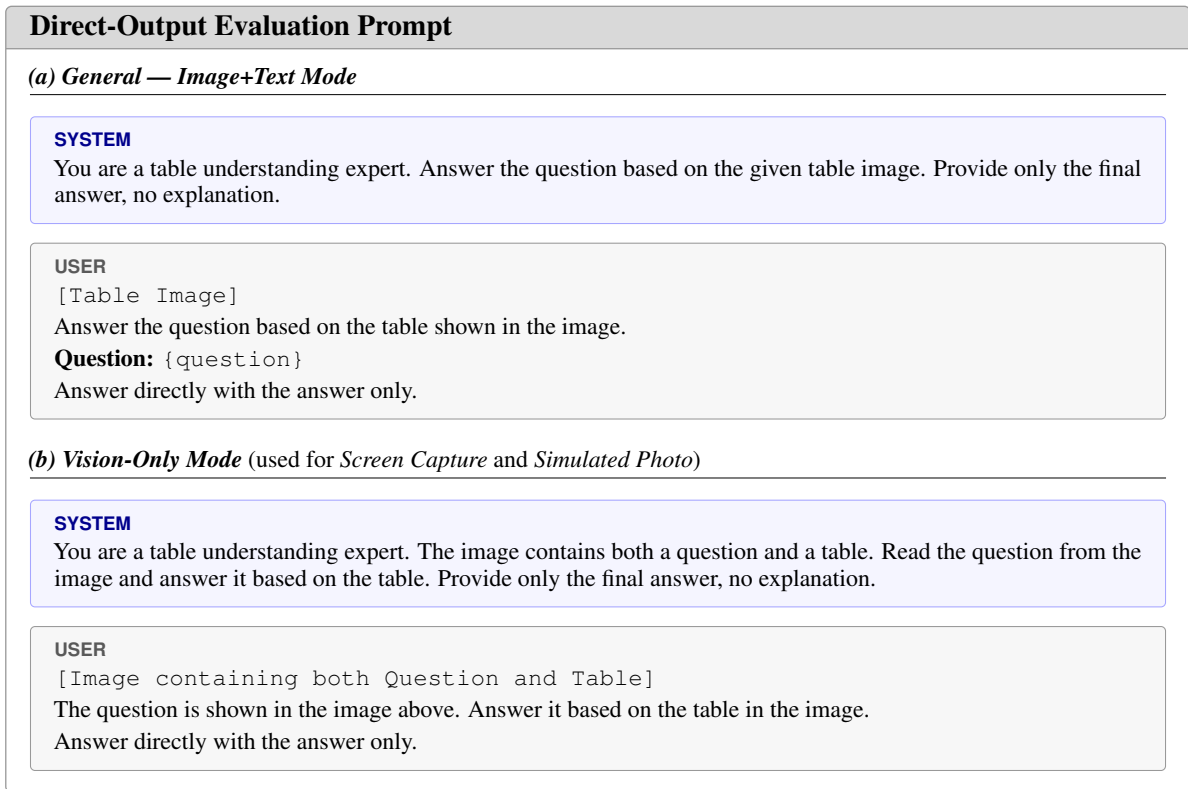 Direct-Output Evaluation Prompt
(a) General — Image+Text Mode
SYSTEM
You are a table understanding expert. Answer the question based on the given table image. Provide only the final
answer, no explanation.
USER
[Table Image]
Answer the question based on the table shown in the image.
Question: {question}
Answer directly with the answer only.
(b) Vision-Only Mode (used for Screen Capture and Simulated Photo)
SYSTEM
You are a table understanding expert. The image contains both a question and a table. Read the question from the
image and answer it based on the table. Provide only the final answer, no explanation.
USER
[Image containing both Question and Table]
The question is shown in the image above. Answer it based on the table in the image.
Answer directly with the answer only.